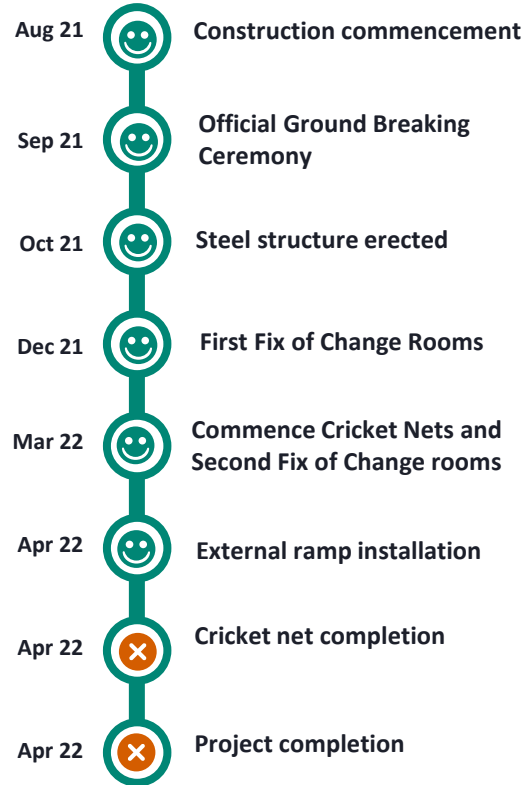 Aug 21
Construction commencement
Sep 21
Official Ground Breaking
Ceremony
Oct 21
Steel structure erected
Dec 21
First Fix of Change Rooms
Mar 22
Commence Cricket Nets and
Second Fix of Change rooms
Apr 22
External ramp installation
Apr 22
Cricket net completion
Apr 22
Project completion